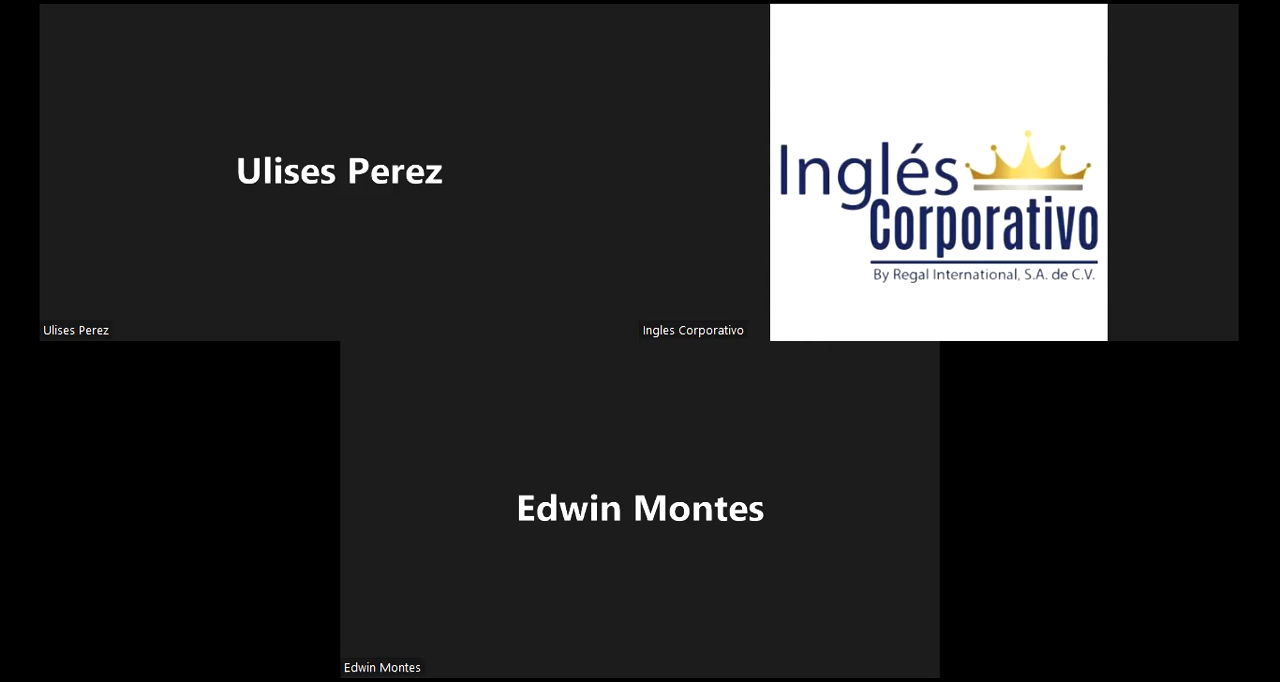 Ulises Perez
Inglés
Corporativo
By Regal International, S.A. de C.V.
Ulises Perez
Ingles Corporativo
Edwin Montes
Edwin Montes